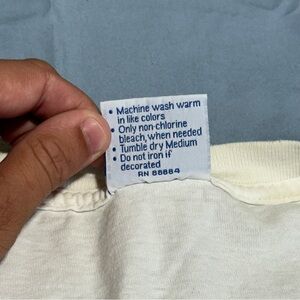 • Machine wash warm
in like colors
• Only non-chlorine
bleach, when needed
• Tumble dry Medium
• Do not iron if
decorated
RN 66884